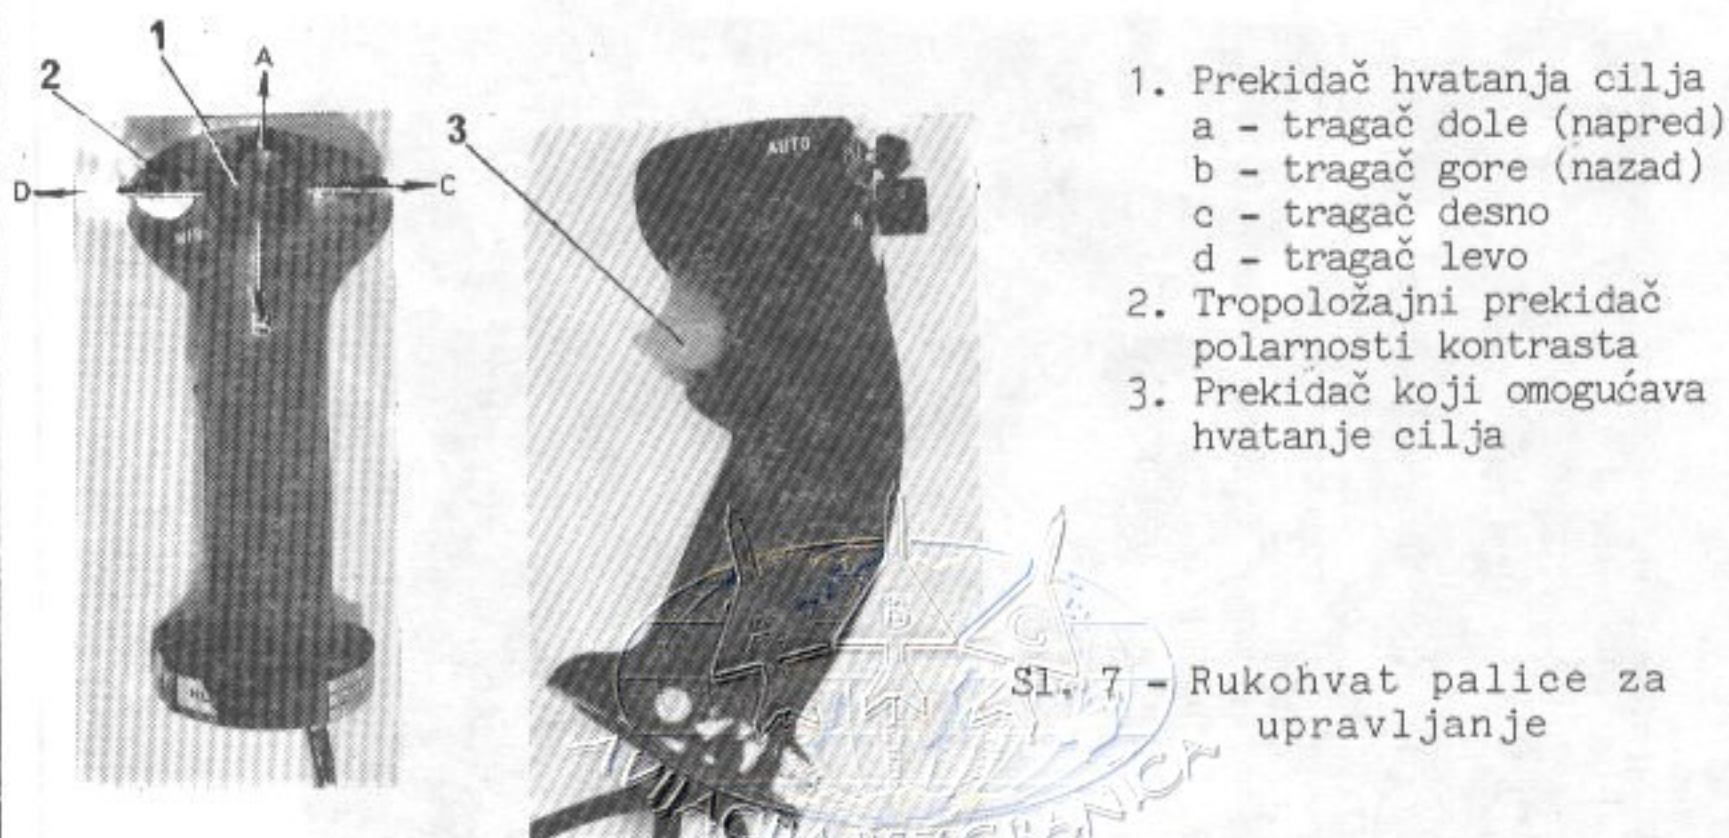 1
A
2
3
D
C
AUTO
1. Prekidač hvatanja cilja
a - tragač dole (napred)
b - tragač gore (nazad)
c - tragač desno
d - tragač levo
2. Tropoložajni prekidač
polarnosti kontrasta
3. Prekidač koji omogućava
hvatanje cilja
B
C
Sl. 7 - Rukohvat palice za
upravljanje